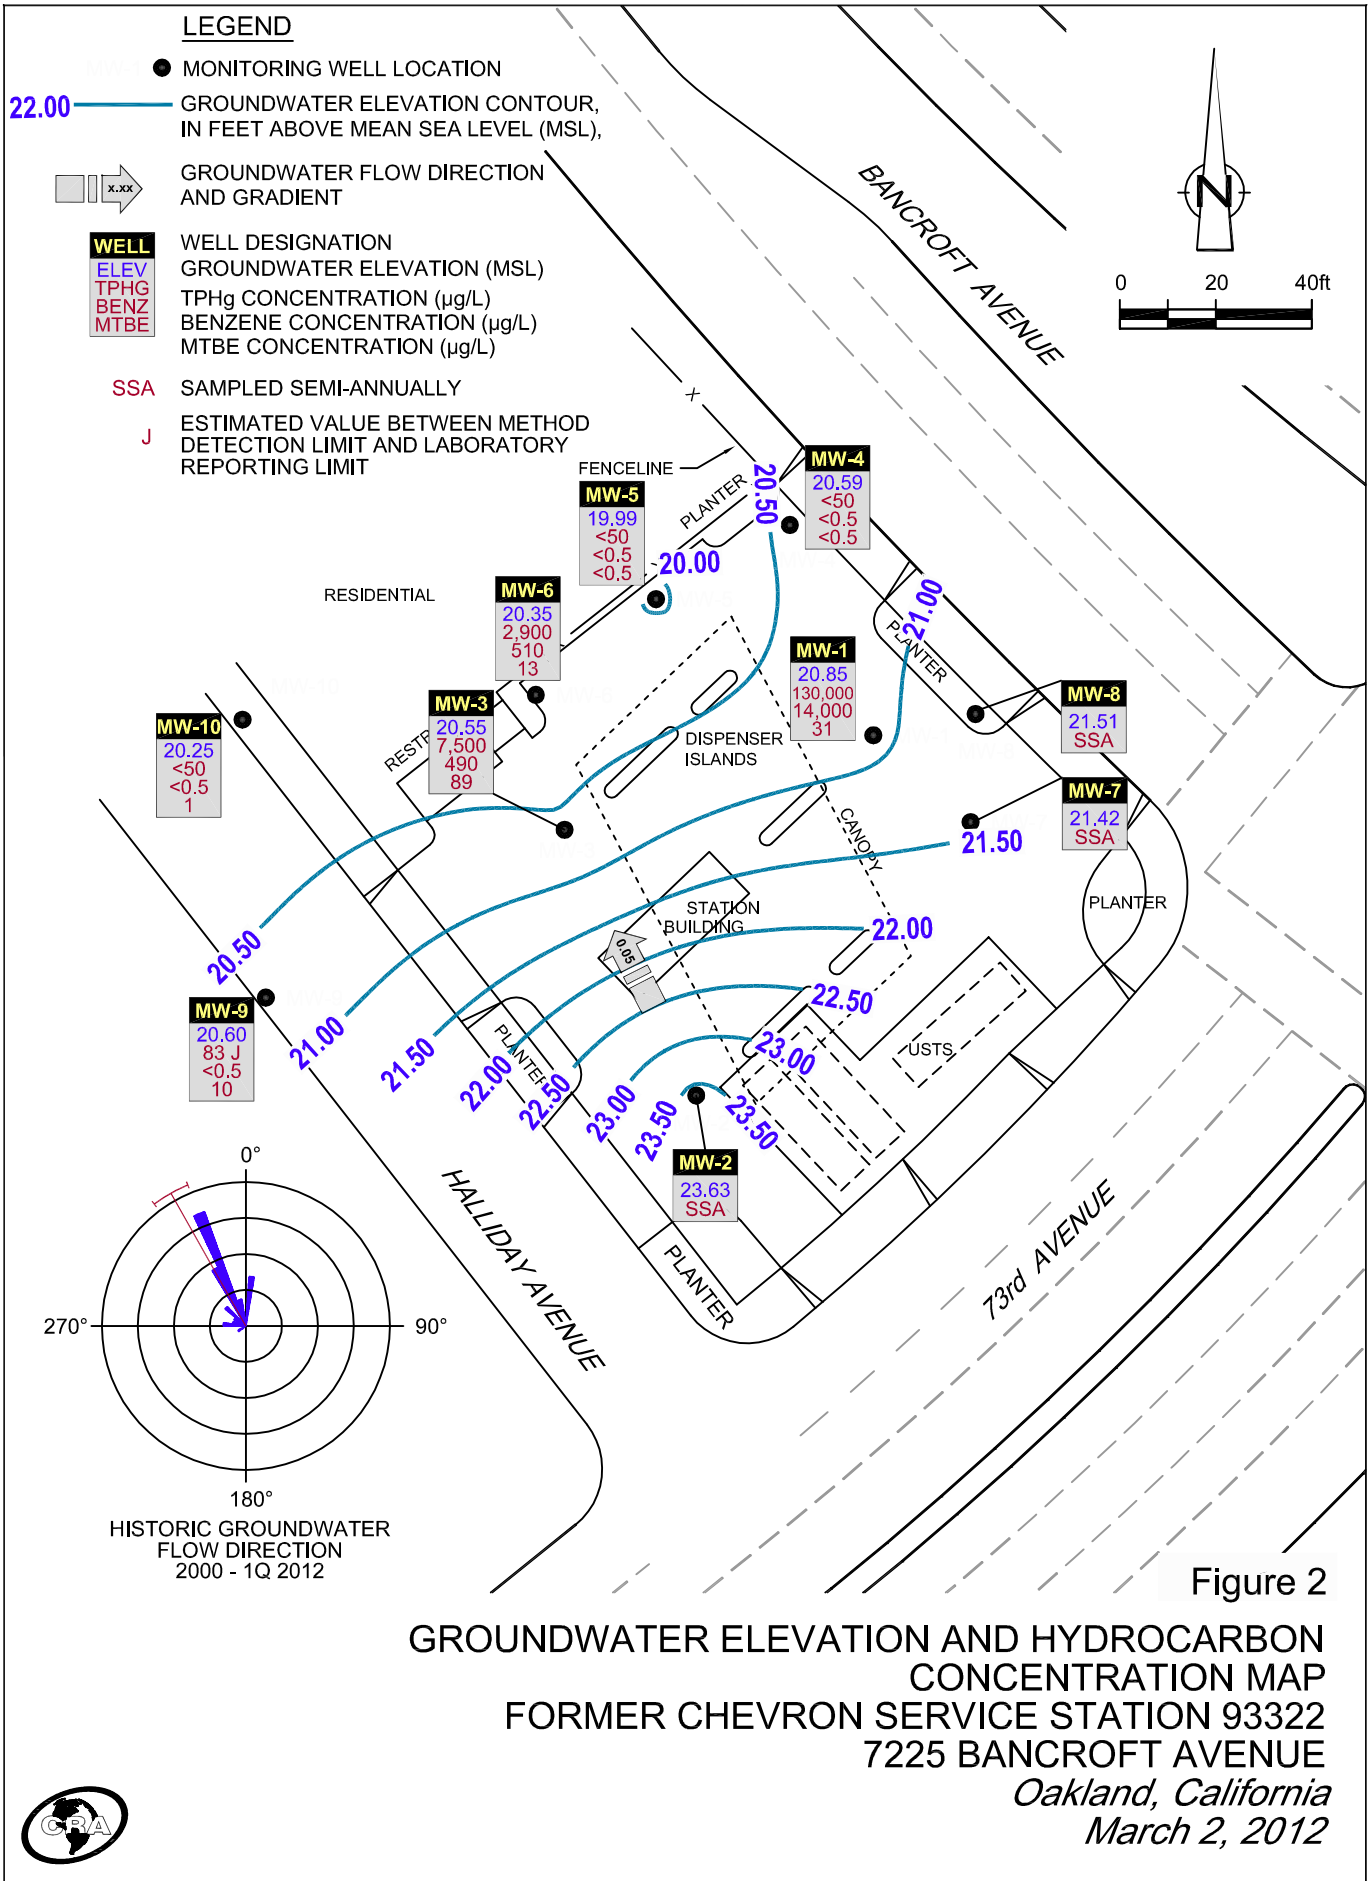 LEGEND
MONITORING WELL LOCATION
22.00
GROUNDWATER ELEVATION CONTOUR,
IN FEET ABOVE MEAN SEA LEVEL (MSL),
x.xx
GROUNDWATER FLOW DIRECTION
AND GRADIENT
WELL
WELL DESIGNATION
ELEV
GROUNDWATER ELEVATION (MSL)
TPHG
TPHg CONCENTRATION (µg/L)
BENZ
BENZENE CONCENTRATION (µg/L)
MTBE
MTBE CONCENTRATION (µg/L)
SSA
SAMPLED SEMI-ANNUALLY
J
ESTIMATED VALUE BETWEEN METHOD
DETECTION LIMIT AND LABORATORY
REPORTING LIMIT
BANCROFT AVENUE
N
0 20 40ft
X
FENCELINE
PLANTER
20.50
MW-4
20.59
<50
<0.5
<0.5
MW-5
19.99
<50
<0.5
<0.5
20.00
RESIDENTIAL
MW-6
20.35
2,900
510
13
21.00
PLANTER
MW-1
20.85
130,000
14,000
31
MW-8
21.51
SSA
MW-3
20.55
7,500
490
89
RESTR
MW-10
20.25
<50
<0.5
1
DISPENSER
ISLANDS
MW-7
21.42
SSA
CANOPY
21.50
PLANTER
STATION
BUILDING
22.00
0.05
20.50
MW-9
20.60
83 J
<0.5
10
22.50
21.00
21.50
PLANTER
22.00
22.50
23.00
USTS
23.00
23.50
23.50
MW-2
23.63
SSA
HALLIDAY AVENUE
PLANTER
73rd AVENUE
0°
270°
90°
180°
HISTORIC GROUNDWATER
FLOW DIRECTION
2000 - 1Q 2012
Figure 2
GROUNDWATER ELEVATION AND HYDROCARBON
CONCENTRATION MAP
FORMER CHEVRON SERVICE STATION 93322
7225 BANCROFT AVENUE
Oakland, California
March 2, 2012
CRA